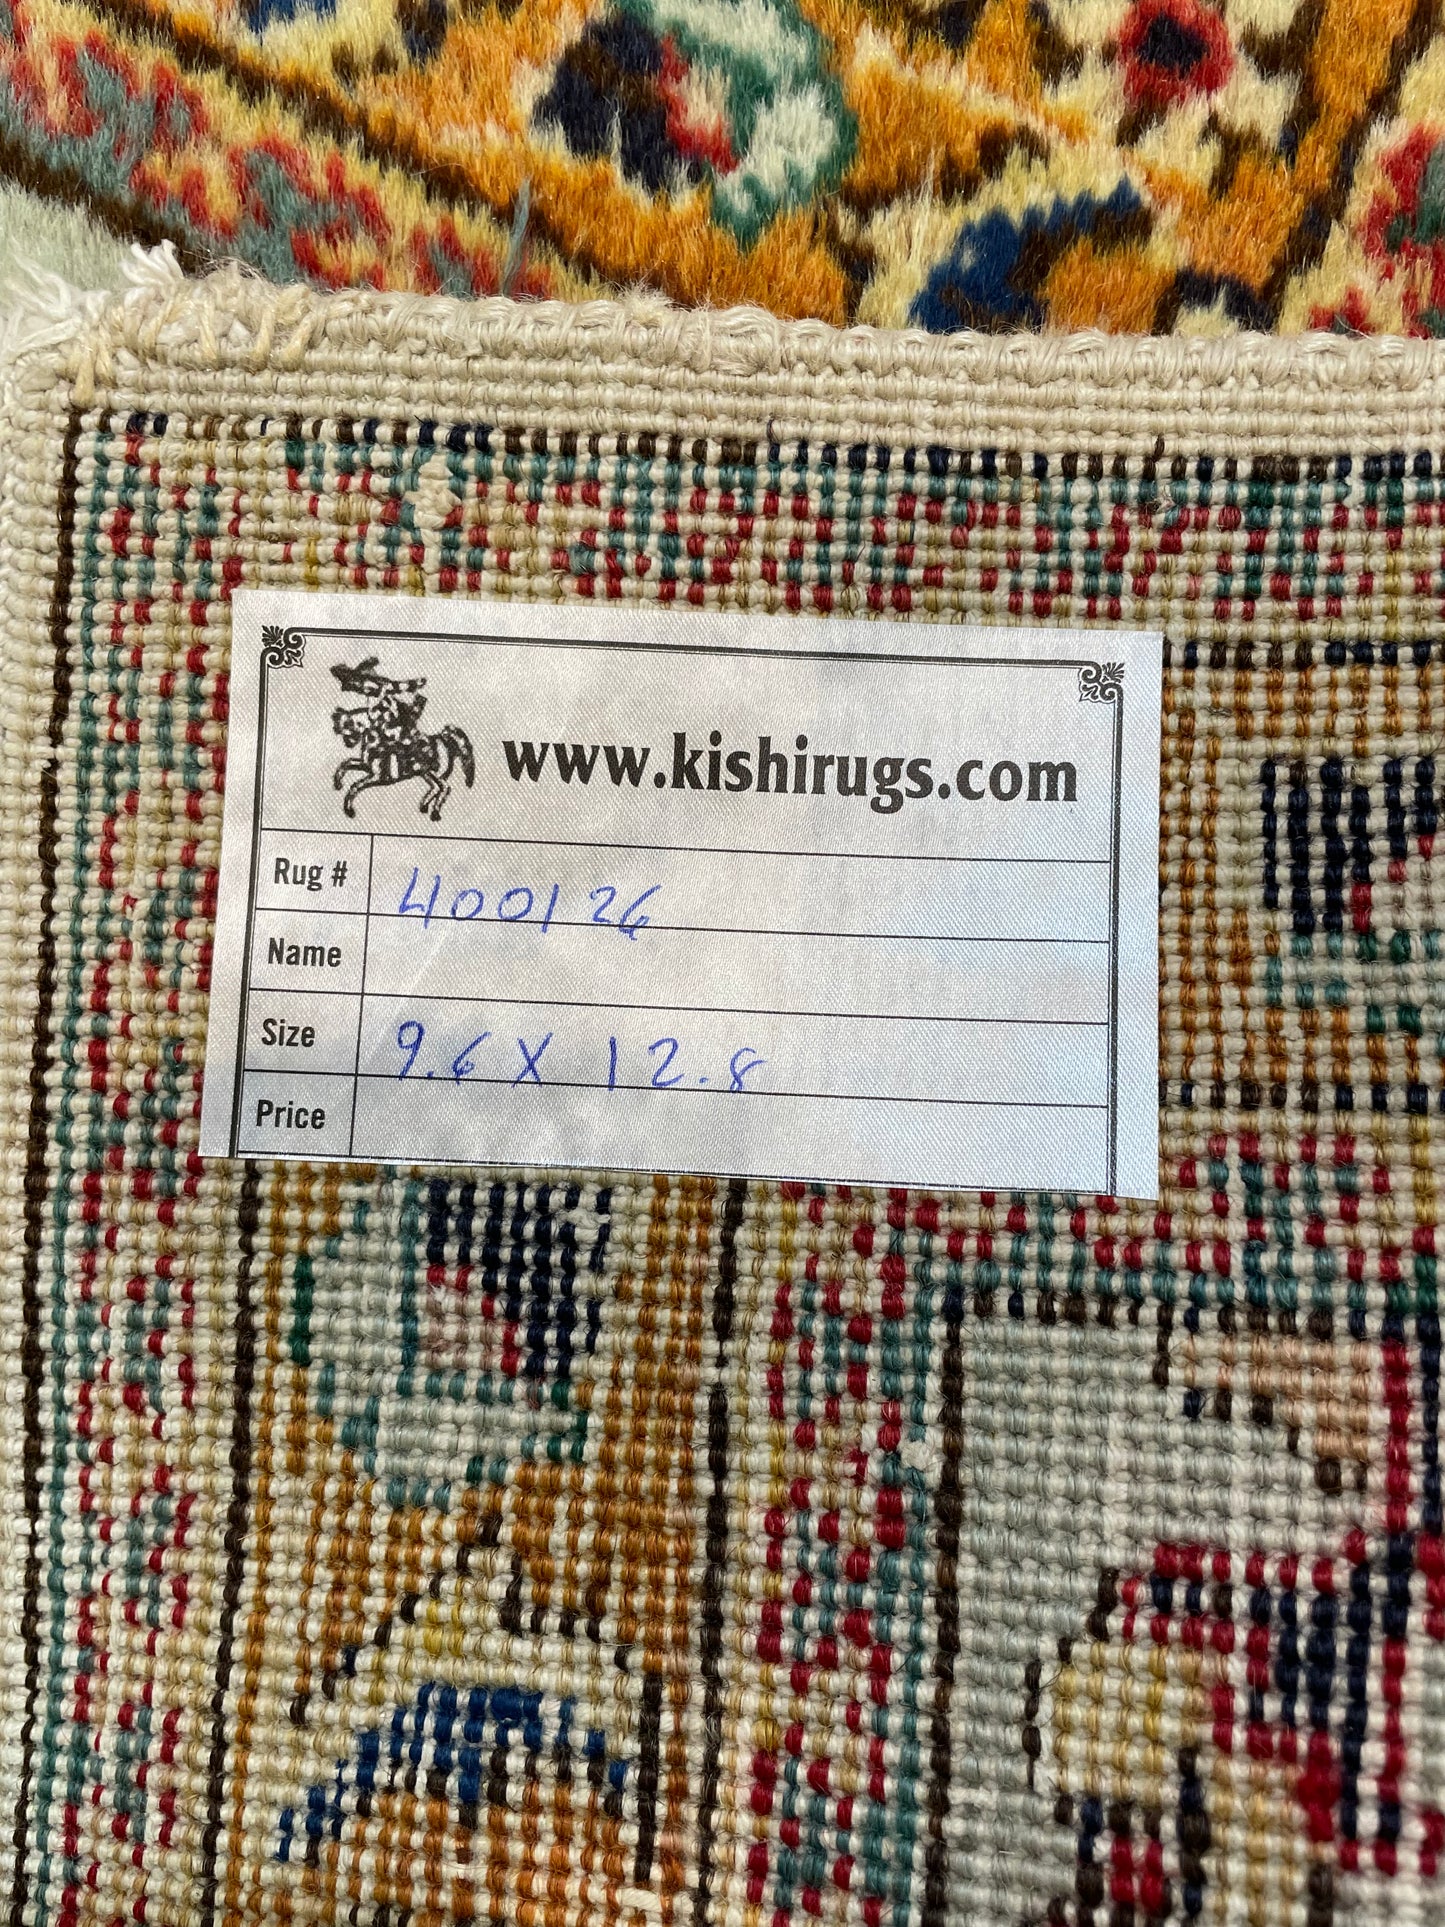 www.kishirugs.com
Rug # 400126
Name
Size 9.6 X 12.8
Price